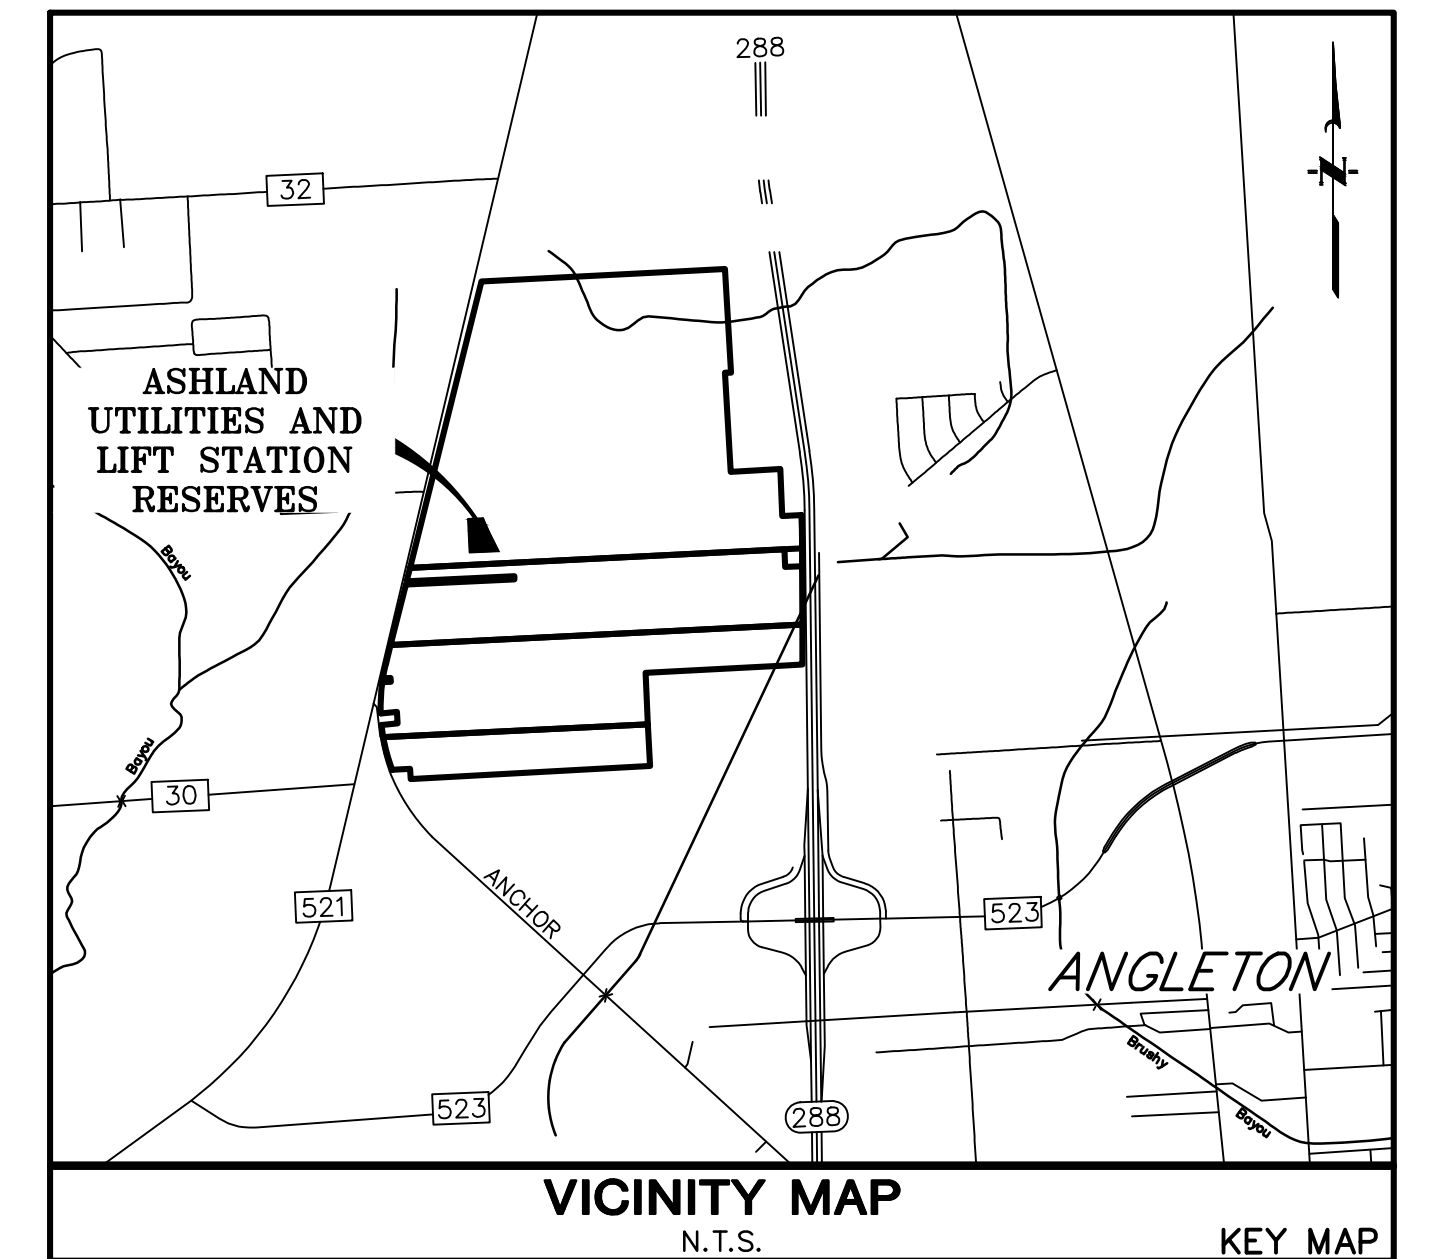 288
32
N
ASHLAND
UTILITIES AND
LIFT STATION
RESERVES
Bayou
Bayou
30
521
ANCHOR
523
ANGLETON
Brushy
Bayou
523
288
VICINITY MAP
N.T.S.
KEY MAP